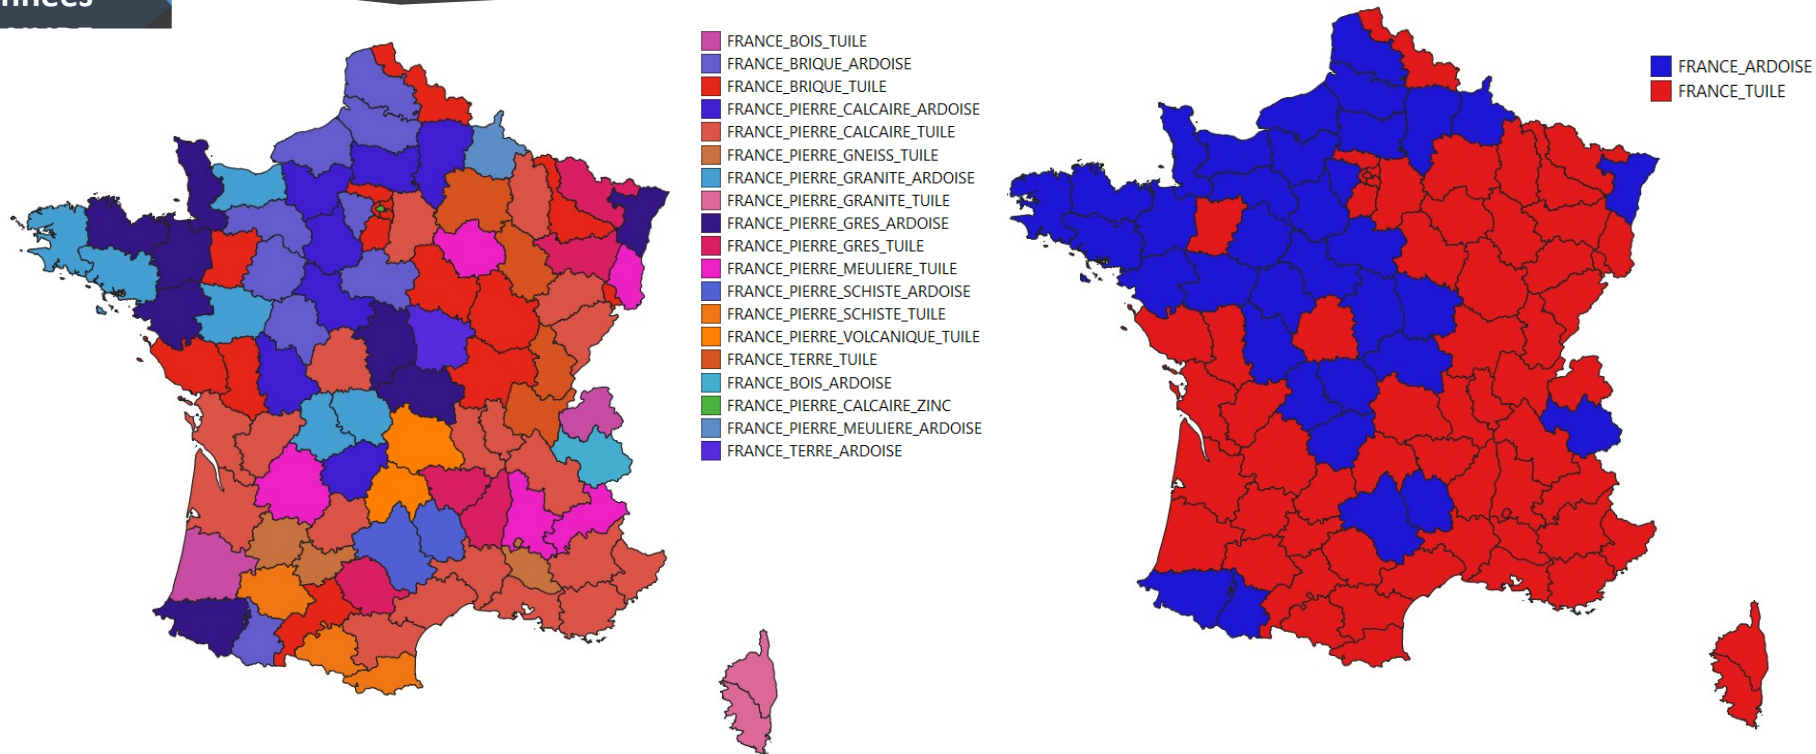 nnées
FRANCE_BOIS_TUILE
FRANCE_BRIQUE_ARDOISE
FRANCE_BRIQUE_TUILE
FRANCE_PIERRE_CALCAIRE_ARDOISE
FRANCE_PIERRE_CALCAIRE_TUILE
FRANCE_PIERRE_GNEISS_TUILE
FRANCE_PIERRE_GRANITE_ARDOISE
FRANCE_PIERRE_GRANITE_TUILE
FRANCE_PIERRE_GRES_ARDOISE
FRANCE_PIERRE_GRES_TUILE
FRANCE_PIERRE_MEULIERE_TUILE
FRANCE_PIERRE_SCHISTE_ARDOISE
FRANCE_PIERRE_SCHISTE_TUILE
FRANCE_PIERRE_VOLCANIQUE_TUILE
FRANCE_TERRE_TUILE
FRANCE_BOIS_ARDOISE
FRANCE_PIERRE_CALCAIRE_ZINC
FRANCE_PIERRE_MEULIERE_ARDOISE
FRANCE_TERRE_ARDOISE
FRANCE_ARDOISE
FRANCE_TUILE